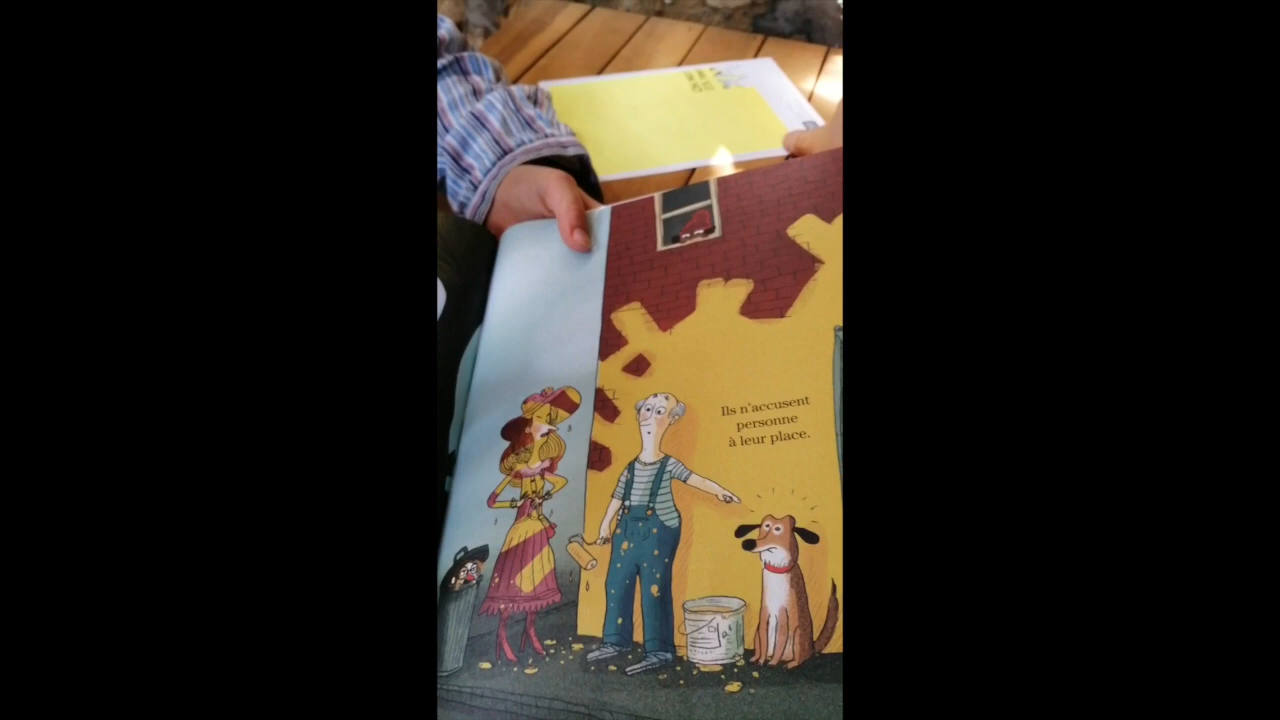 Ils n'accusent
personne
à leur place.